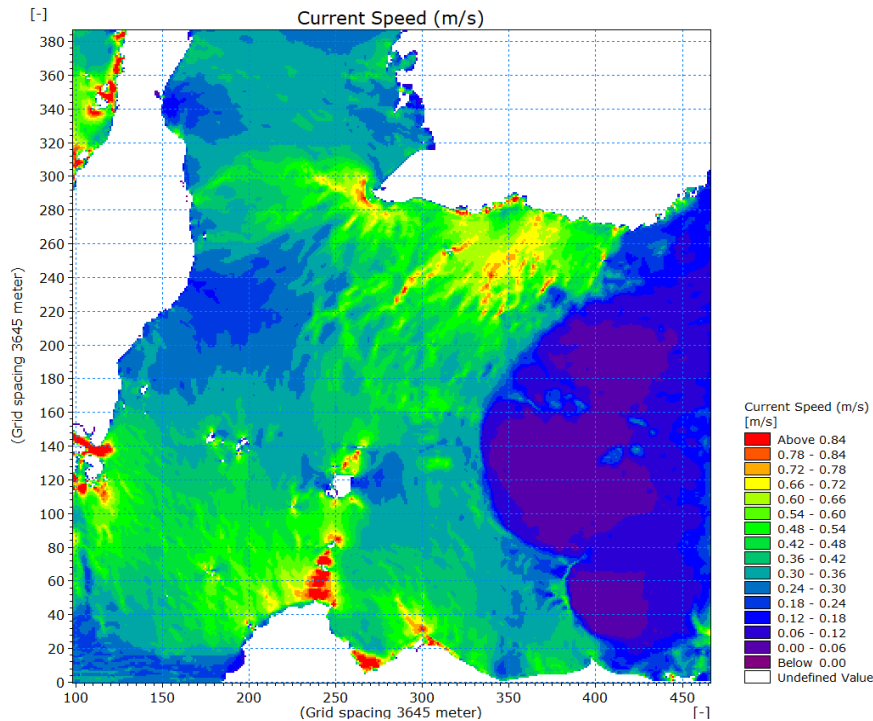 Current Speed (m/s)
[-]
380
360
340
320
300
280
260
240
220
200
180
160
140
120
100
80
60
40
20
0
(Grid spacing 3645 meter)
100 150 200 250 300 350 400 450
(Grid spacing 3645 meter) [-]
Current Speed (m/s)
[m/s]
Above 0.84
0.78 - 0.84
0.72 - 0.78
0.66 - 0.72
0.60 - 0.66
0.54 - 0.60
0.48 - 0.54
0.42 - 0.48
0.36 - 0.42
0.30 - 0.36
0.24 - 0.30
0.18 - 0.24
0.12 - 0.18
0.06 - 0.12
0.00 - 0.06
Below 0.00
Undefined Value